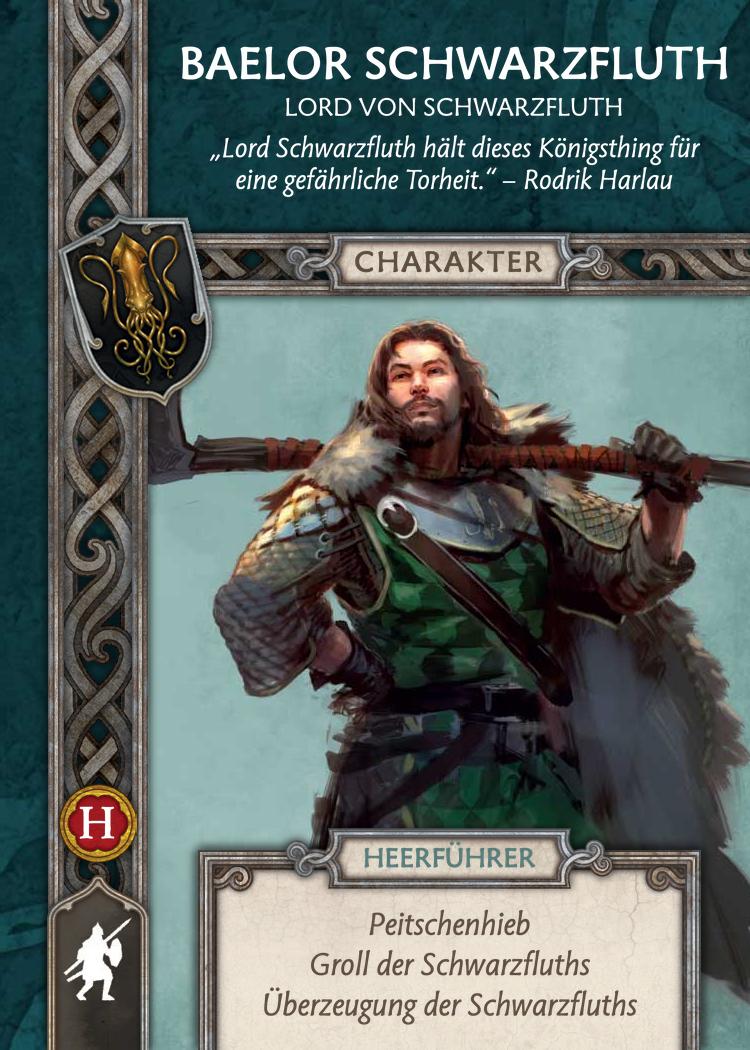 BAELOR SCHWARZFLUTH
LORD VON SCHWARZFLUTH
„Lord Schwarzfluth hält dieses Königsthing für
eine gefährliche Torheit.“ – Rodrik Harlau
CHARAKTER
H
HEERFÜHRER
Peitschenhieb
Groll der Schwarzfluths
Überzeugung der Schwarzfluths